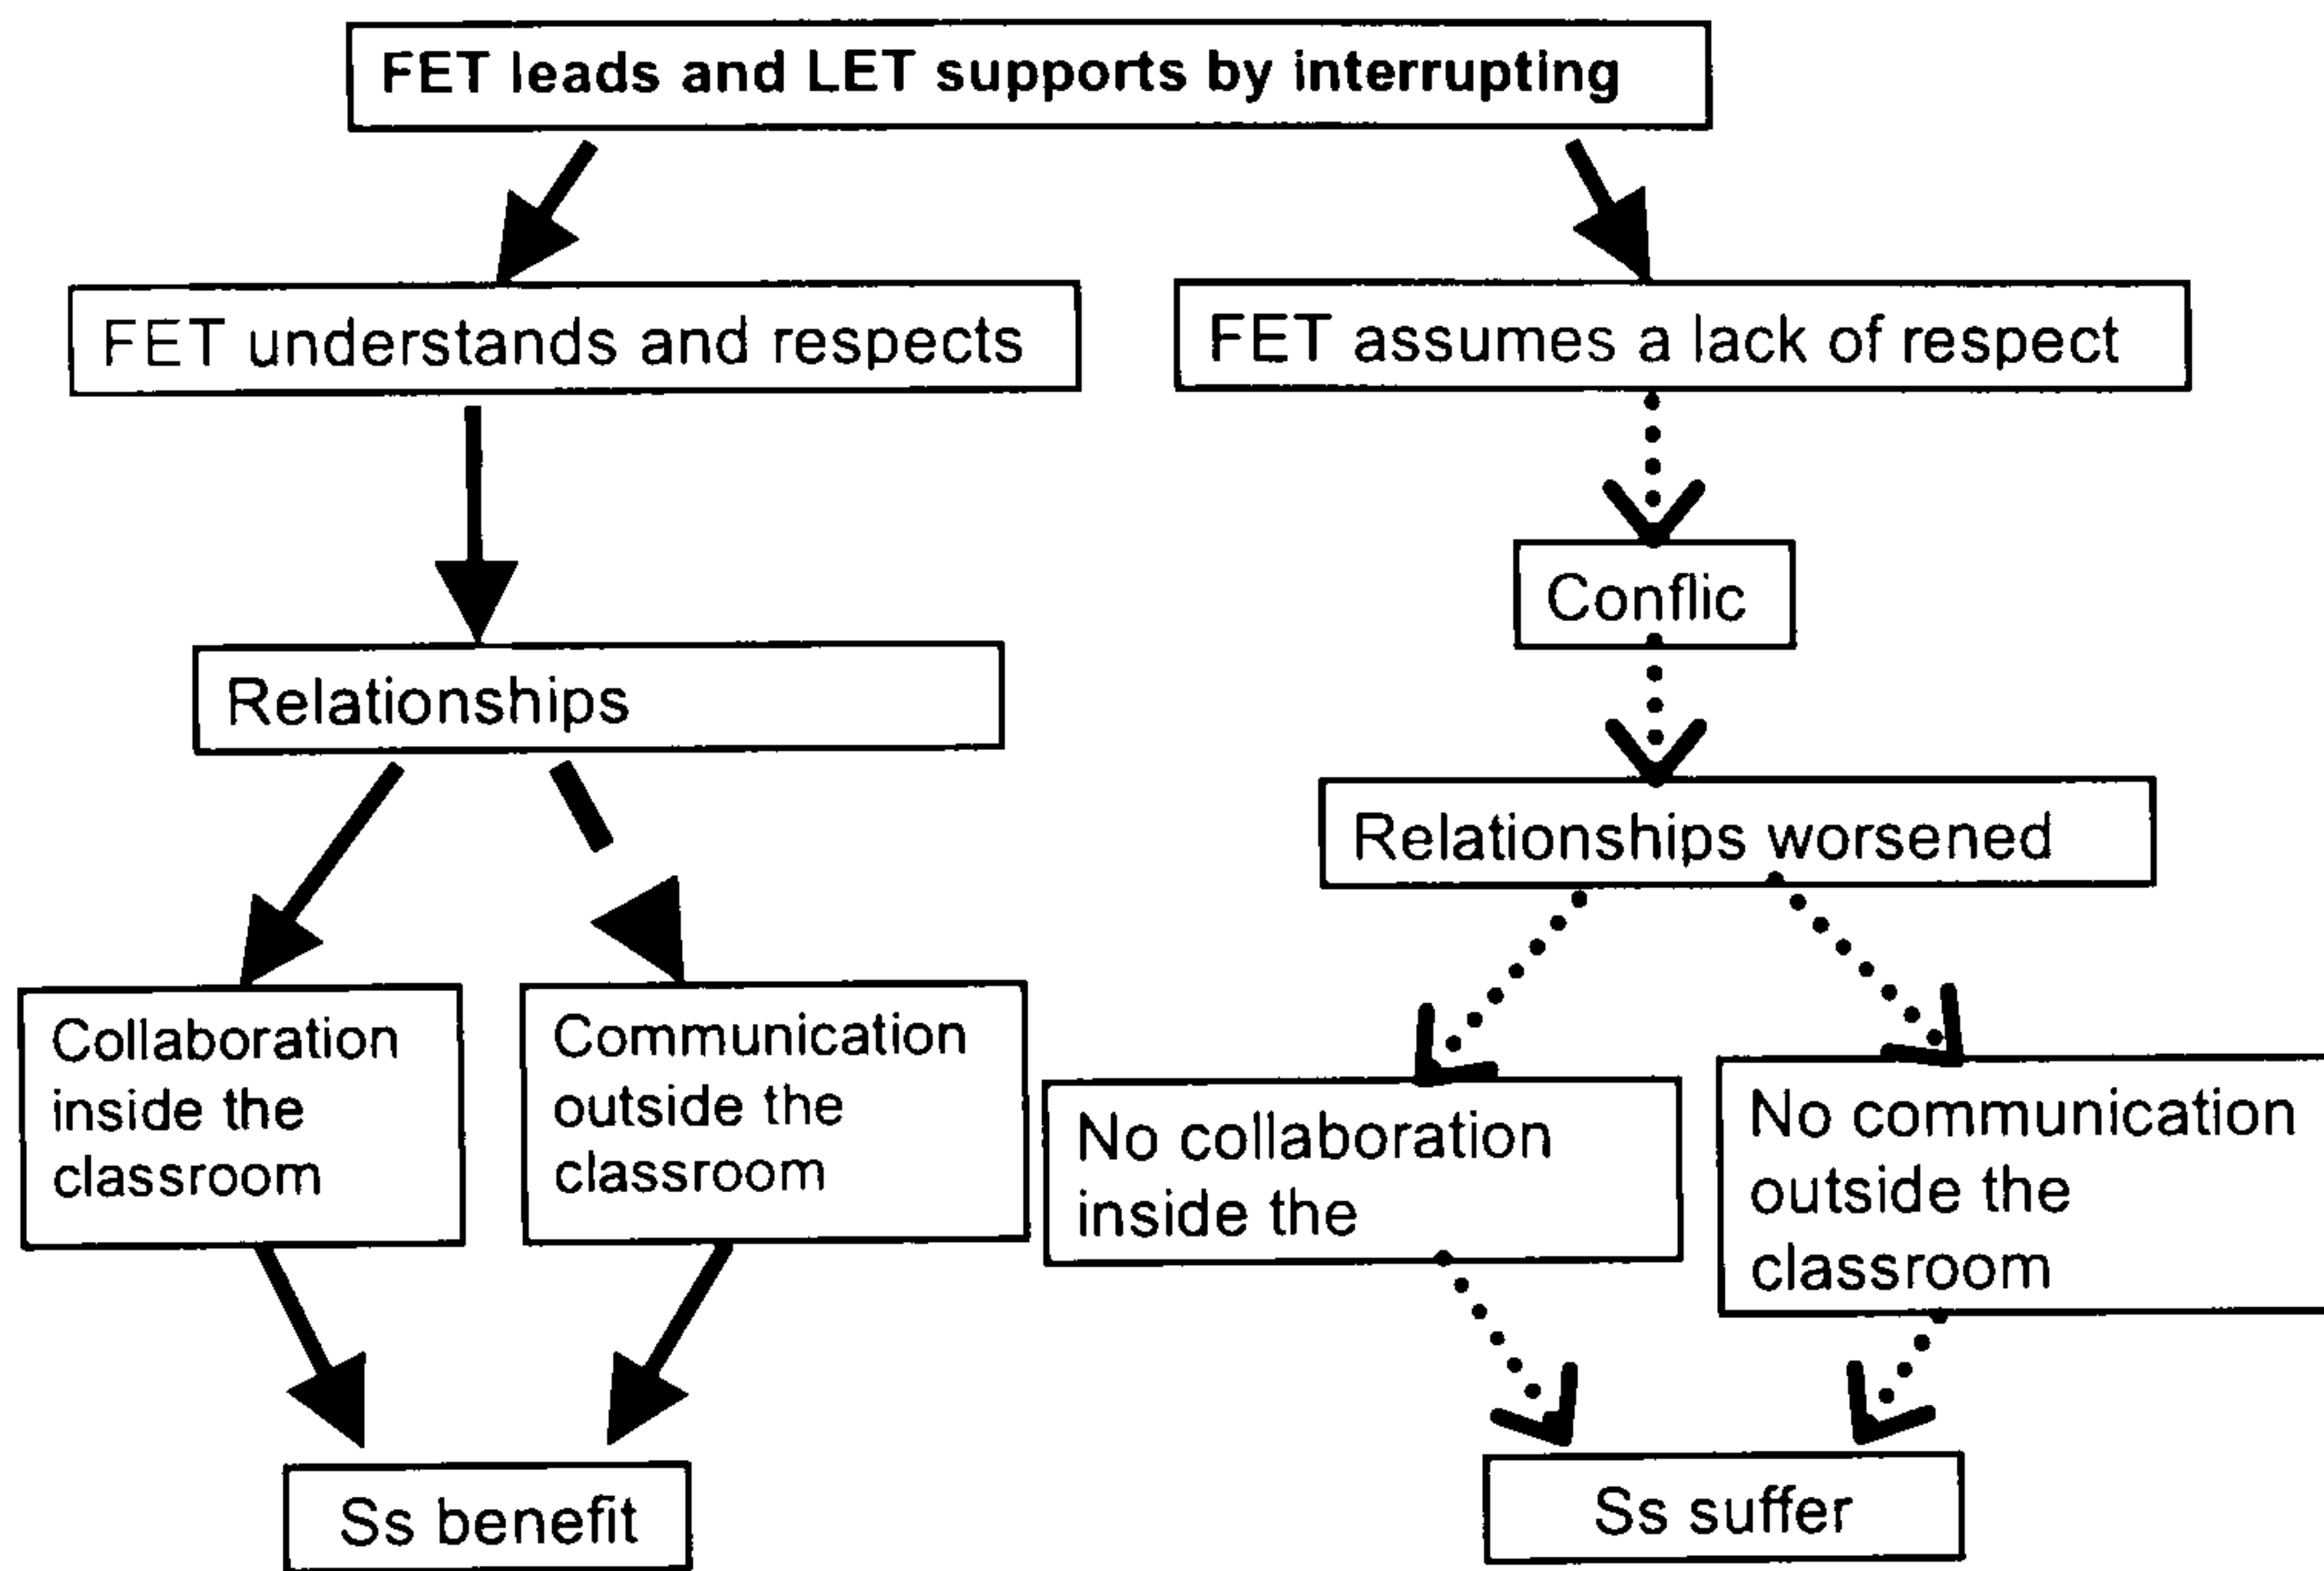 FET leads and LET supports by interrupting
FET understands and respects
FET assumes a lack of respect
Conflic
Relationships
Relationships worsened
Collaboration
inside the
classroom
Communication
outside the
classroom
No collaboration
inside the
No communication
outside the
classroom
Ss benefit
Ss suffer